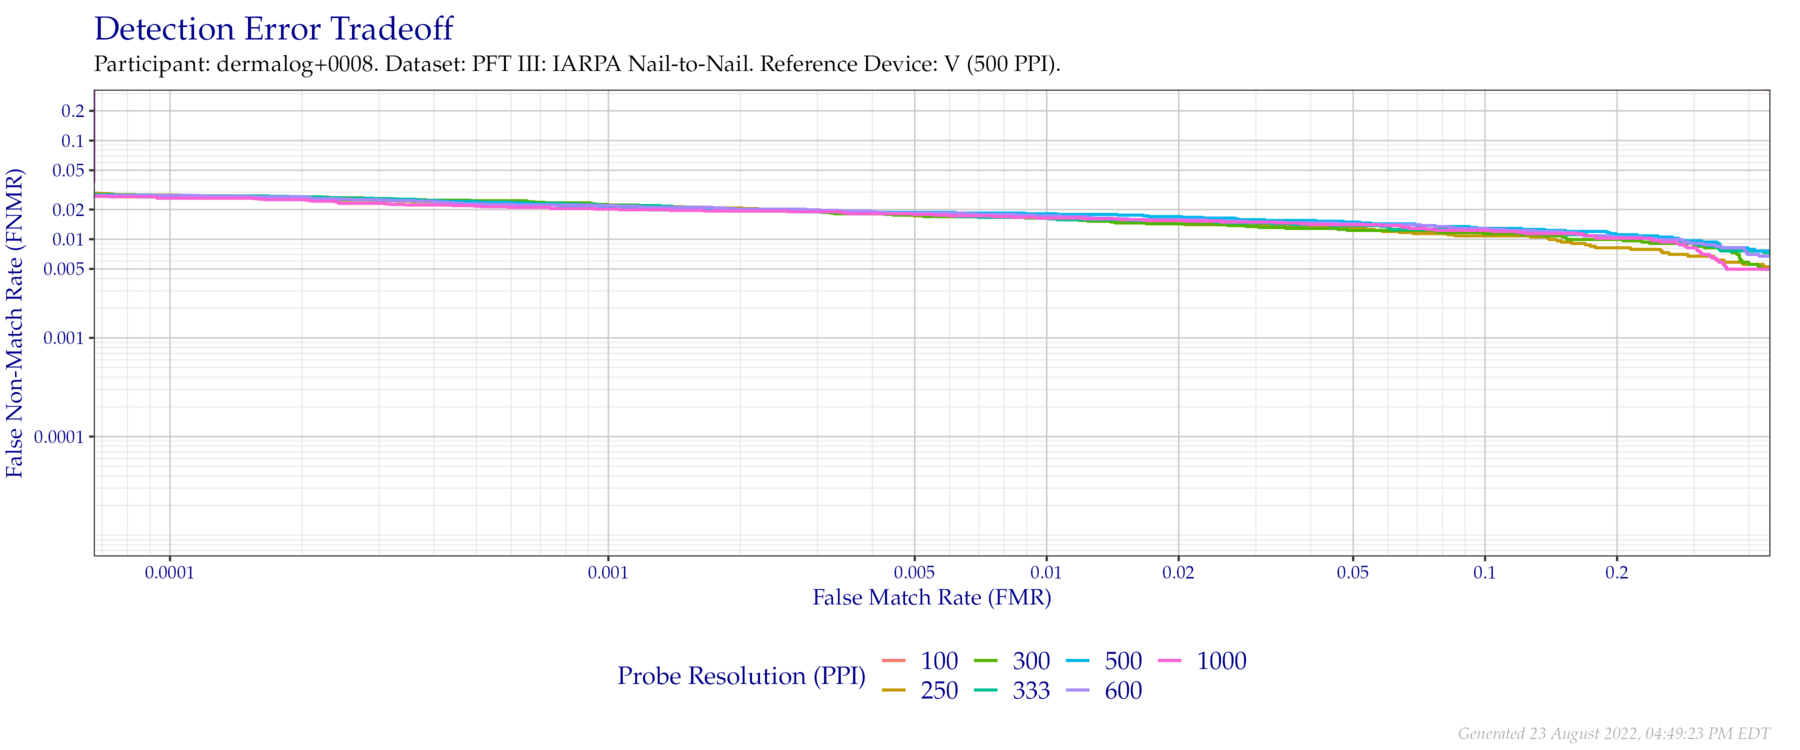 Detection Error Tradeoff
Participant: dermalog+0008. Dataset: PFT III: IARPA Nail-to-Nail. Reference Device: V (500 PPI).
False Non-Match Rate (FNMR)
0.2
0.1
0.05
0.02
0.01
0.005
0.001
0.0001
0.0001 0.001 0.005 0.01 0.02 0.05 0.1 0.2
False Match Rate (FMR)
Probe Resolution (PPI)
100 300 500 1000
250 333 600
Generated 23 August 2022, 04:49:23 PM EDT